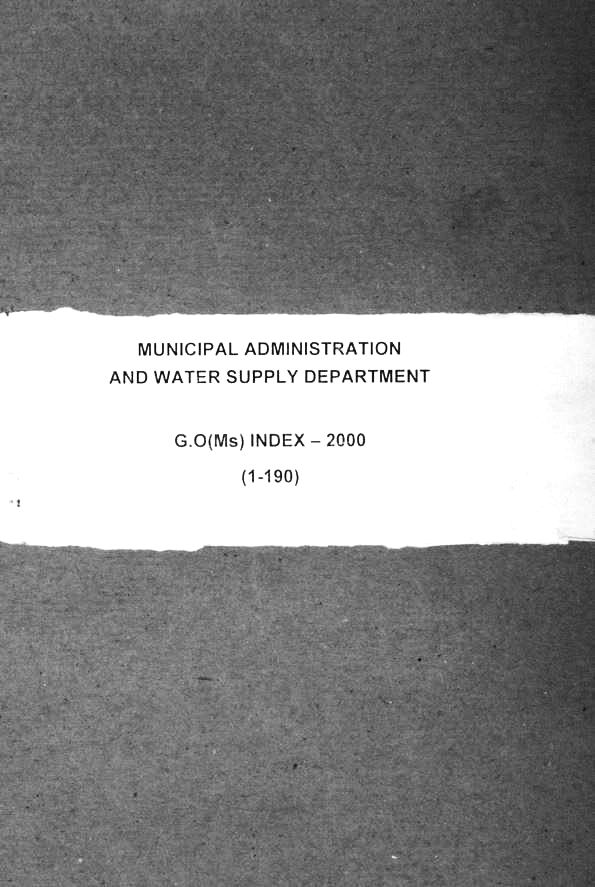 MUNICIPAL ADMINISTRATION
AND WATER SUPPLY DEPARTMENT
G.O(Ms) INDEX – 2000
(1-190)